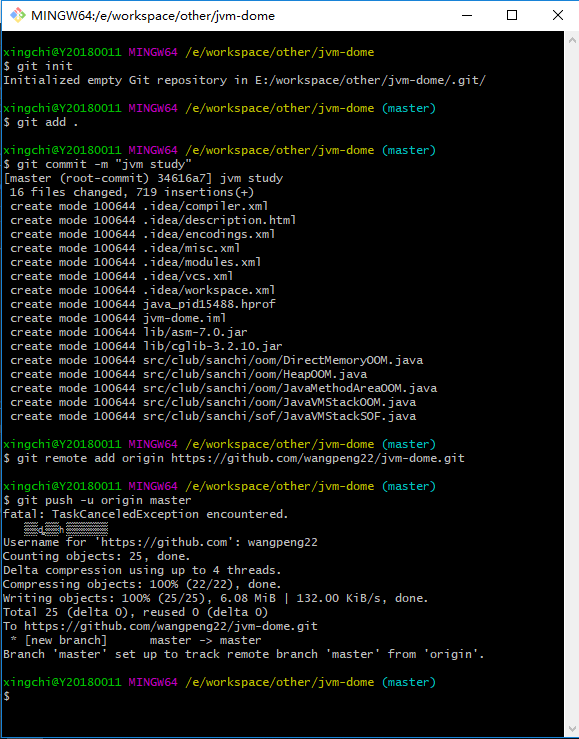 MINGW64:/e/workspace/other/jvm-dome
xingchi@Y20180011 MINGW64 /e/workspace/other/jvm-dome
$ git init
Initialized empty Git repository in E:/workspace/other/jvm-dome/.git/
xingchi@Y20180011 MINGW64 /e/workspace/other/jvm-dome (master)
$ git add .
xingchi@Y20180011 MINGW64 /e/workspace/other/jvm-dome (master)
$ git commit -m "jvm study"
[master (root-commit) 34616a7] jvm study
16 files changed, 719 insertions(+)
create mode 100644 .idea/compiler.xml
create mode 100644 .idea/description.html
create mode 100644 .idea/encodings.xml
create mode 100644 .idea/misc.xml
create mode 100644 .idea/modules.xml
create mode 100644 .idea/vcs.xml
create mode 100644 .idea/workspace.xml
create mode 100644 java_pid15488.hprof
create mode 100644 jvm-dome.iml
create mode 100644 lib/asm-7.0.jar
create mode 100644 lib/cglib-3.2.10.jar
create mode 100644 src/club/sanchi/oom/DirectMemoryOOM.java
create mode 100644 src/club/sanchi/oom/HeapOOM.java
create mode 100644 src/club/sanchi/oom/JavaMethodAreaOOM.java
create mode 100644 src/club/sanchi/oom/JavaVMStackOOM.java
create mode 100644 src/club/sanchi/sof/JavaVMStackSOF.java
xingchi@Y20180011 MINGW64 /e/workspace/other/jvm-dome (master)
$ git remote add origin https://github.com/wangpeng22/jvm-dome.git
xingchi@Y20180011 MINGW64 /e/workspace/other/jvm-dome (master)
$ git push -u origin master
fatal: TaskCanceledException encountered.
Username for 'https://github.com': wangpeng22
Counting objects: 25, done.
Delta compression using up to 4 threads.
Compressing objects: 100% (22/22), done.
Writing objects: 100% (25/25), 6.08 MiB | 132.00 KiB/s, done.
Total 25 (delta 0), reused 0 (delta 0)
To https://github.com/wangpeng22/jvm-dome.git
* [new branch] master -> master
Branch 'master' set up to track remote branch 'master' from 'origin'.
xingchi@Y20180011 MINGW64 /e/workspace/other/jvm-dome (master)
$